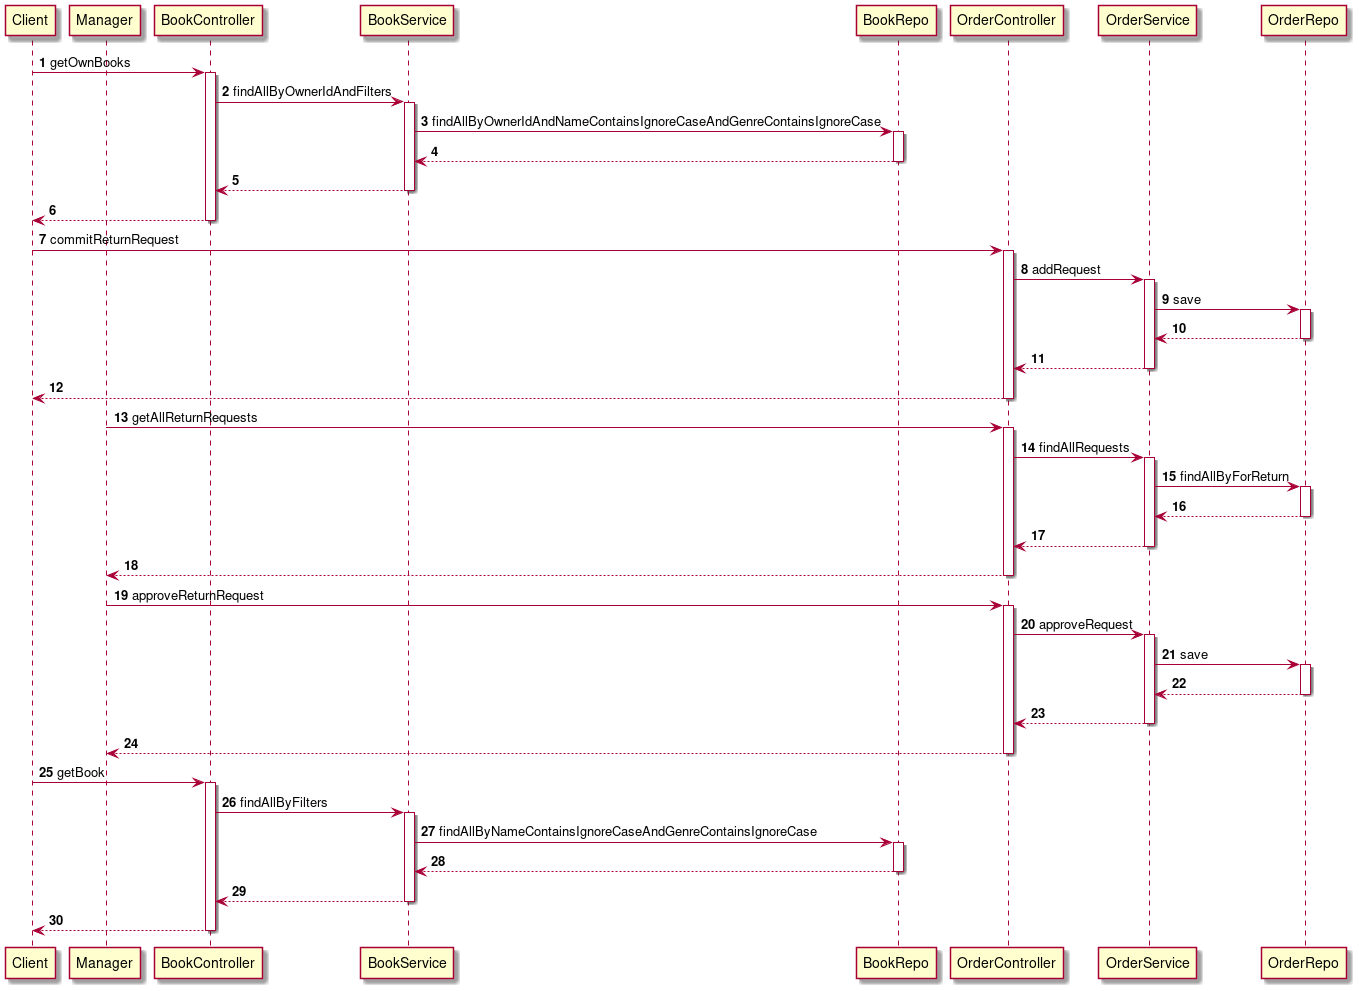 Client Manager BookController BookService BookRepo OrderController OrderService OrderRepo
1 getOwnBooks
2 findAllByOwnerIdAndFilters
3 findAllByOwnerIdAndNameContainsIgnoreCaseAndGenreContainsIgnoreCase
4
5
6
7 commitReturnRequest
8 addRequest
9 save
10
11
12
13 getAllReturnRequests
14 findAllRequests
15 findAllByForReturn
16
17
18
19 approveReturnRequest
20 approveRequest
21 save
22
23
24
25 getBook
26 findAllByFilters
27 findAllByNameContainsIgnoreCaseAndGenreContainsIgnoreCase
28
29
30
Client Manager BookController BookService BookRepo OrderController OrderService OrderRepo